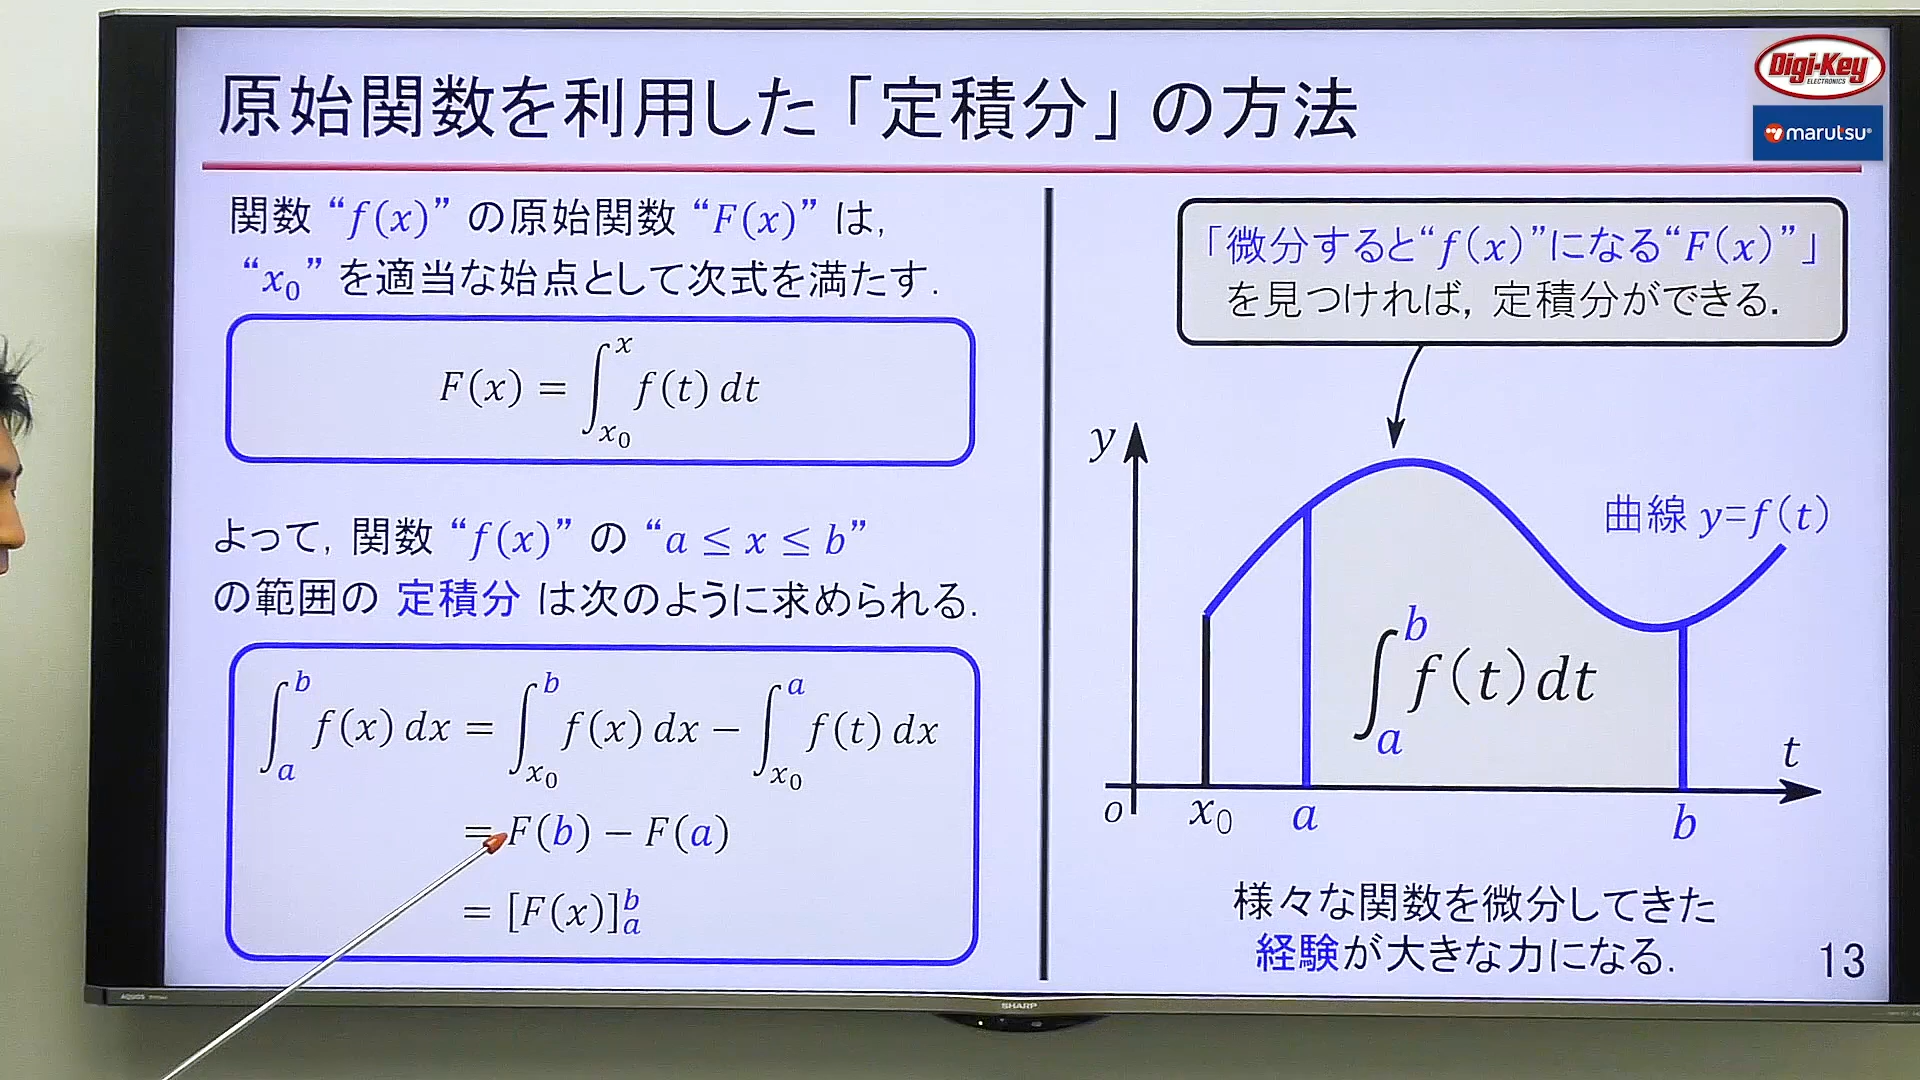 原始関数を利用した「定積分」の方法
Digi-Key
ELECTRONICS
marutsu
関数 “f(x)” の原始関数 “F(x)” は,
“x₀” を適当な始点として次式を満たす.
F(x) = ∫_{x₀}^{x} f(t) dt
よって, 関数 “f(x)” の “a ≤ x ≤ b”
の範囲の 定積分 は次のように求められる.
∫_{a}^{b} f(x) dx = ∫_{x₀}^{b} f(x) dx − ∫_{x₀}^{a} f(t) dx
= F(b) − F(a)
= [F(x)]_{a}^{b}
「微分すると“f(x)”になる“F(x)”」
を見つければ, 定積分ができる.
y
曲線 y=f(t)
∫_{a}^{b} f(t)dt
t
o x₀ a b
様々な関数を微分してきた
経験が大きな力になる.
13
AQUOS
SHARP